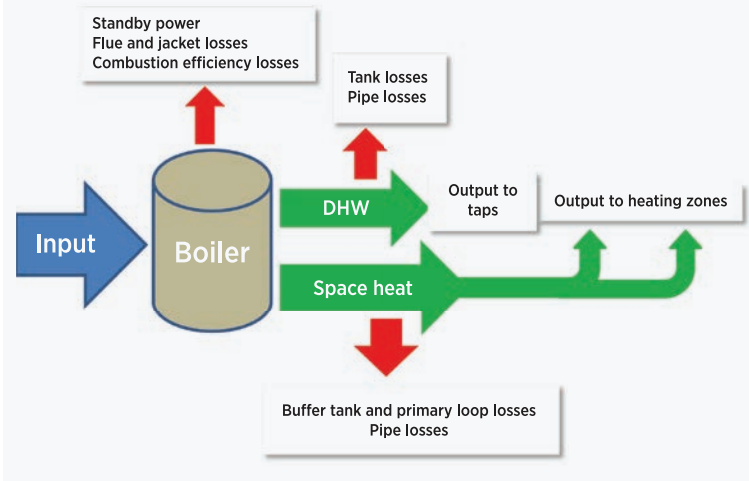 Standby power
Flue and jacket losses
Combustion efficiency losses
Tank losses
Pipe losses
Input
Boiler
DHW
Output to
taps
Output to heating zones
Space heat
Buffer tank and primary loop losses
Pipe losses